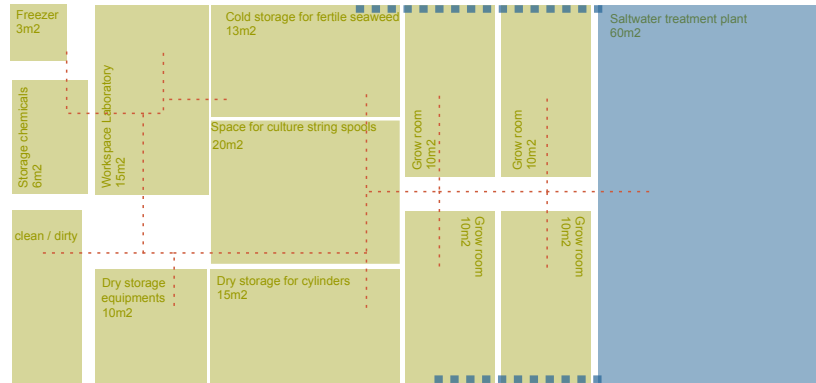 Freezer
3m2
Cold storage for fertile seaweed
13m2
Saltwater treatment plant
60m2
Storage chemicals
6m2
Workspace Laboratory
15m2
Space for culture string spools
20m2
Grow room
10m2
Grow room
10m2
clean / dirty
Dry storage
equipments
10m2
Dry storage for cylinders
15m2
Grow room
10m2
Grow room
10m2